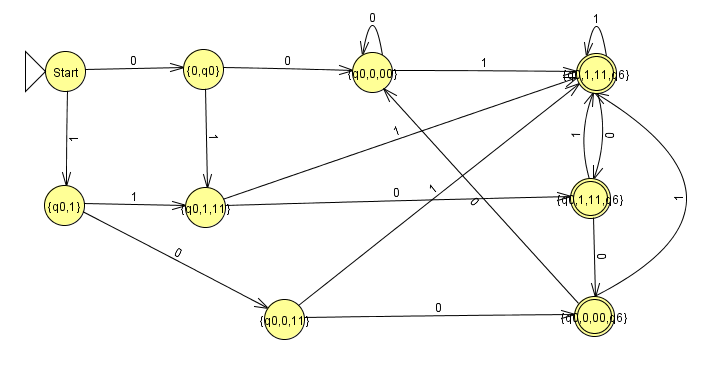 0
1
Start
0
{0,q0}
0
{q0,0,00}
1
{q0,1,11,q6}
1
1
1
1
0
{q0,1}
1
{q0,1,11}
0
{q0,1,11,q6}
1
0
1
0
0
{q0,0,11}
0
{q0,0,00,q6}